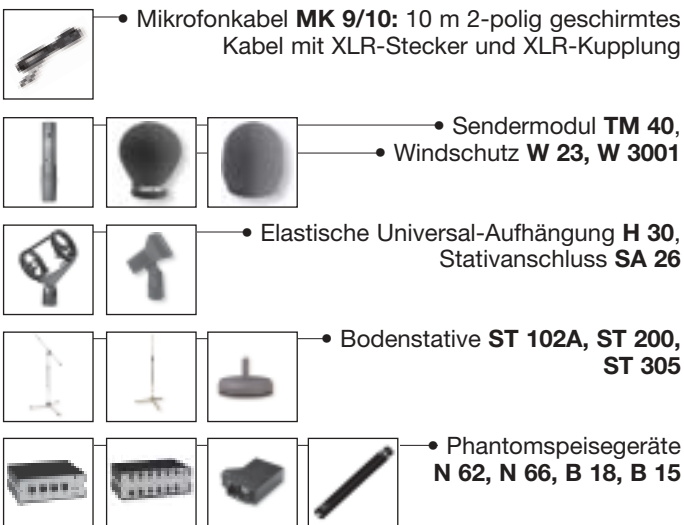 • Mikrofonkabel MK 9/10: 10 m 2-polig geschirmtes
Kabel mit XLR-Stecker und XLR-Kupplung
• Sendermodul TM 40,
• Windschutz W 23, W 3001
• Elastische Universal-Aufhängung H 30,
Stativanschluss SA 26
• Bodenstative ST 102A, ST 200,
ST 305
• Phantomspeisegeräte
N 62, N 66, B 18, B 15